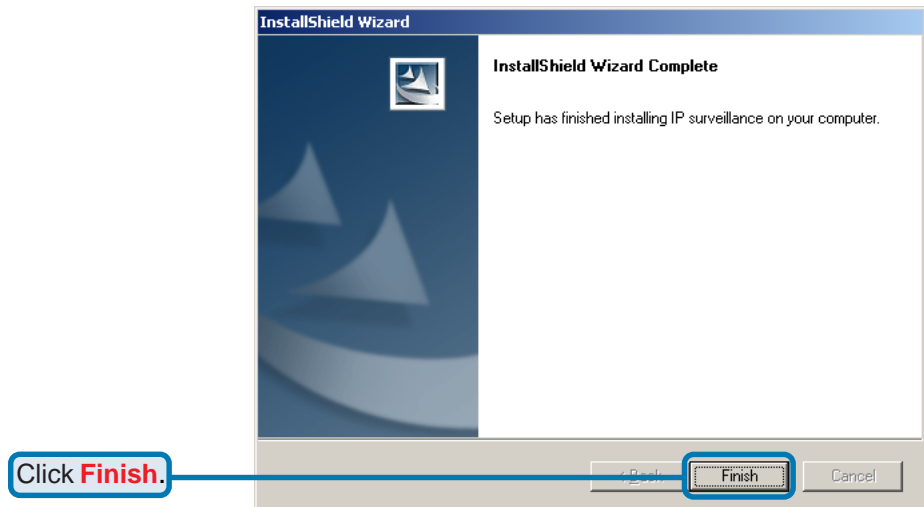 InstallShield Wizard
InstallShield Wizard Complete
Setup has finished installing IP surveillance on your computer.
Click Finish.
< Back
Finish
Cancel